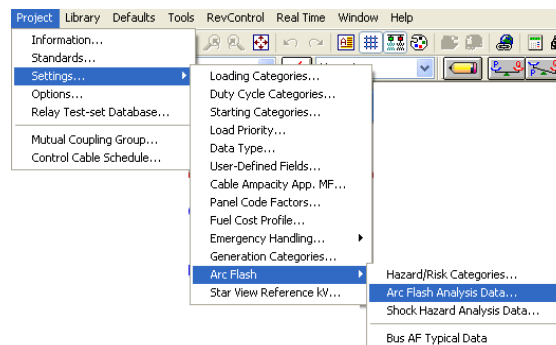 Project Library Defaults Tools RevControl Real Time Window Help
Information...
Standards...
Settings...
Options...
Relay Test-set Database...
Mutual Coupling Group...
Control Cable Schedule...
Loading Categories...
Duty Cycle Categories...
Starting Categories...
Load Priority...
Data Type...
User-Defined Fields...
Cable Ampacity App. MF...
Panel Code Factors...
Fuel Cost Profile...
Emergency Handling...
Generation Categories...
Arc Flash
Star View Reference kV...
Hazard/Risk Categories...
Arc Flash Analysis Data...
Shock Hazard Analysis Data...
Bus AF Typical Data